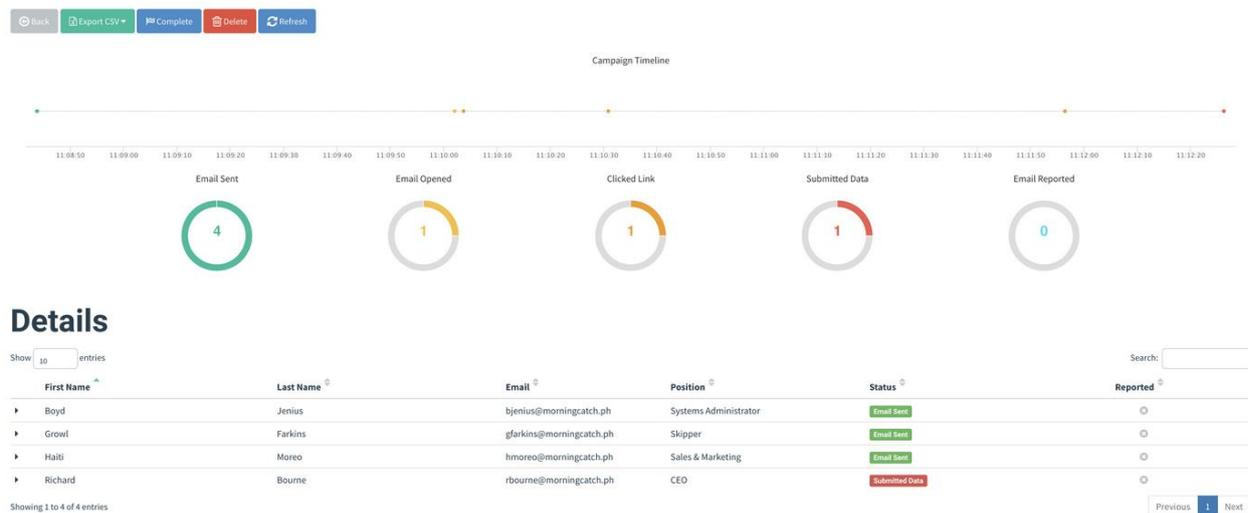 Back Export CSV Complete Delete Refresh
Campaign Timeline
11:08:50 11:09:00 11:09:10 11:09:20 11:09:30 11:09:40 11:09:50 11:10:00 11:10:10 11:10:20 11:10:30 11:10:40 11:10:50 11:11:00 11:11:10 11:11:20 11:11:30 11:11:40 11:11:50 11:12:00 11:12:10 11:12:20
Email Sent Email Opened Clicked Link Submitted Data Email Reported
4 1 1 1 0
Details
Show 10 entries Search:
First Name Last Name Email Position Status Reported
Boyd Jenius bjenius@morningcatch.ph Systems Administrator Email Sent
Growl Farkins gfarkins@morningcatch.ph Skipper Email Sent
Haiti Moreo hmoreo@morningcatch.ph Sales & Marketing Email Sent
Richard Bourne rbourne@morningcatch.ph CEO Submitted Data
Showing 1 to 4 of 4 entries Previous 1 Next